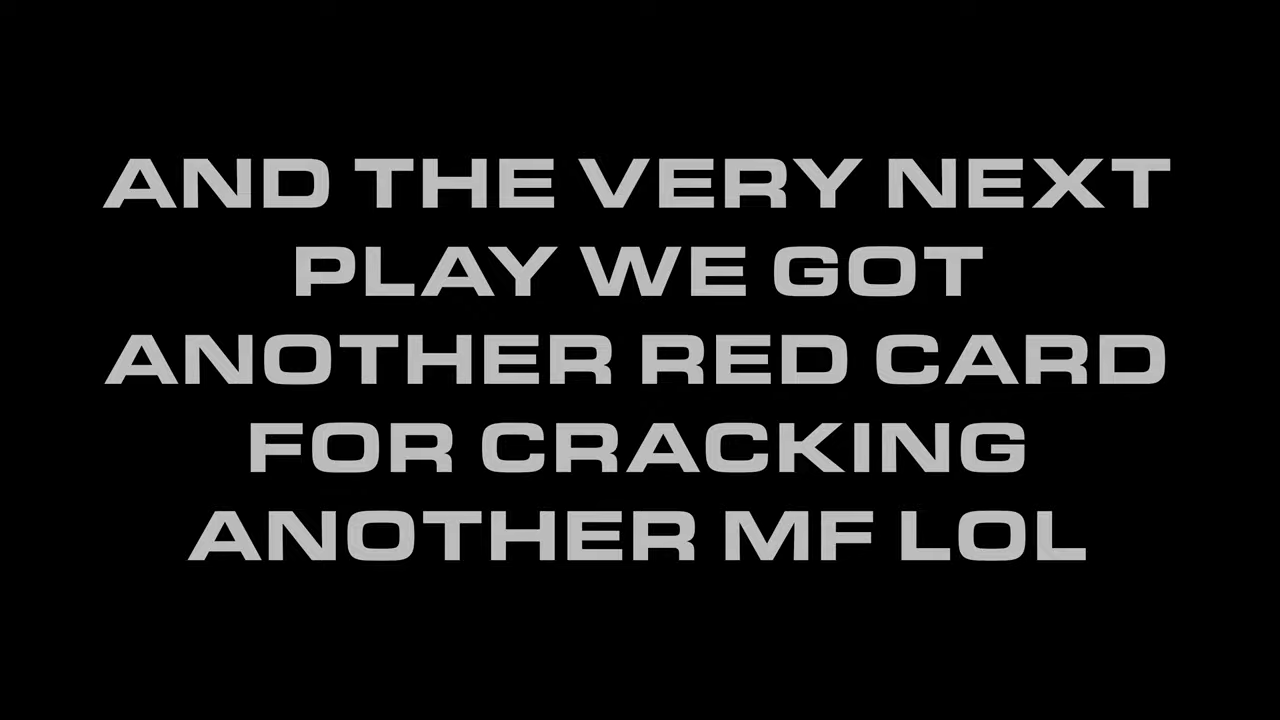 AND THE VERY NEXT
PLAY WE GOT
ANOTHER RED CARD
FOR CRACKING
ANOTHER MF LOL